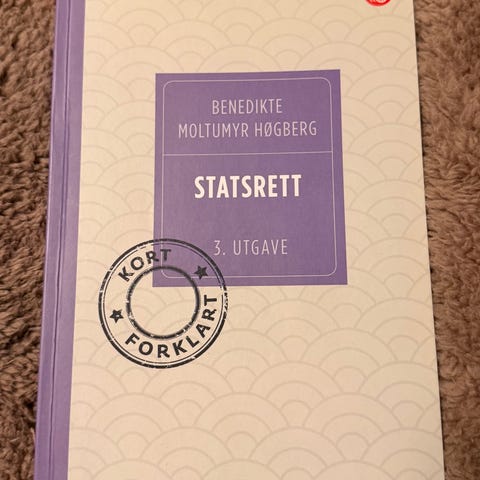 BENEDIKTE
MOLTUMYR HØGBERG
STATSRETT
3. UTGAVE
KORT
FORKLART